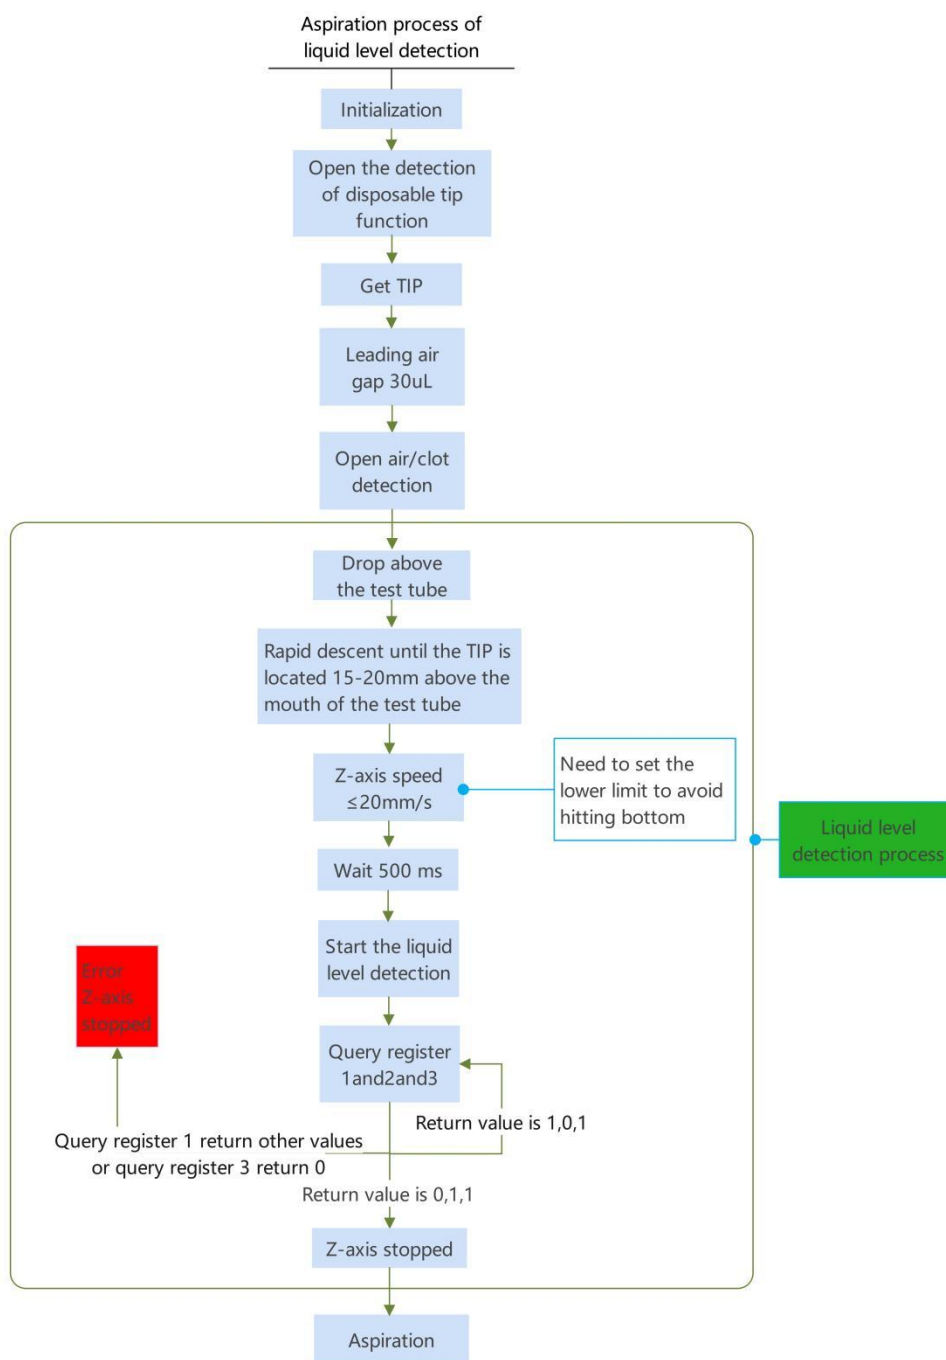 Aspiration process of
liquid level detection
Initialization
Open the detection
of disposable tip
function
Get TIP
Leading air
gap 30uL
Open air/clot
detection
Drop above
the test tube
Rapid descent until the TIP is
located 15-20mm above the
mouth of the test tube
Z-axis speed
≤20mm/s
Need to set the
lower limit to avoid
hitting bottom
Liquid level
detection process
Wait 500 ms
Start the liquid
level detection
Error
Z-axis
stopped
Query register
1and2and3
Return value is 1,0,1
Query register 1 return other values
or query register 3 return 0
Return value is 0,1,1
Z-axis stopped
Aspiration